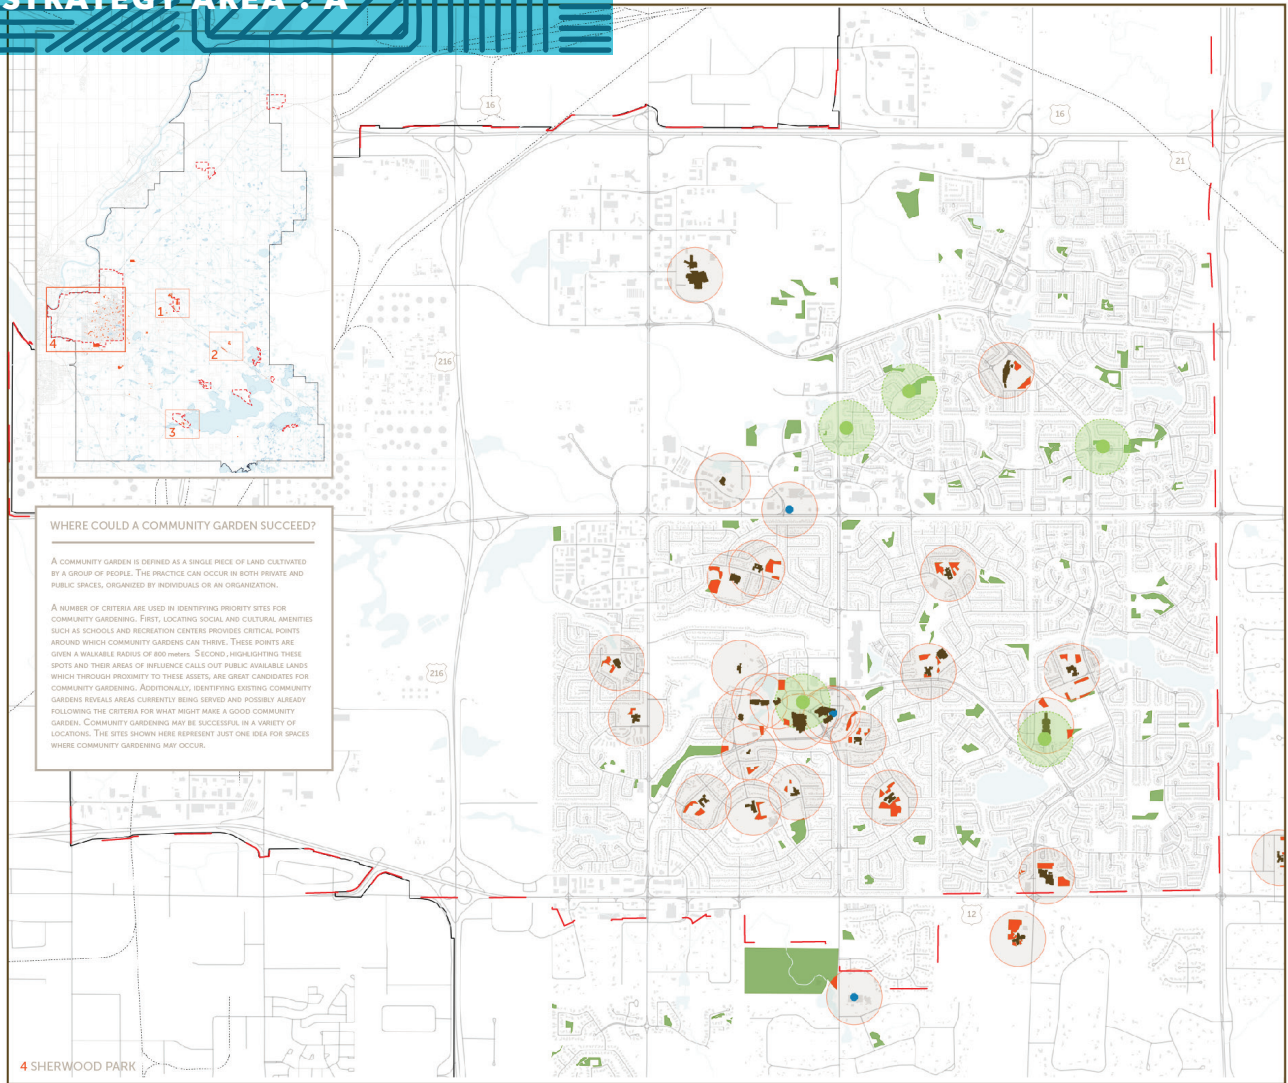 STRATEGY AREA : A
16
16
21
1
4
2
3
216
WHERE COULD A COMMUNITY GARDEN SUCCEED?
A COMMUNITY GARDEN IS DEFINED AS A SINGLE PIECE OF LAND CULTIVATED
BY A GROUP OF PEOPLE. THE PRACTICE CAN OCCUR IN BOTH PRIVATE AND
PUBLIC SPACES, ORGANIZED BY INDIVIDUALS OR AN ORGANIZATION.
A NUMBER OF CRITERIA ARE USED IN IDENTIFYING PRIORITY SITES FOR
COMMUNITY GARDENING. FIRST, LOCATING SOCIAL AND CULTURAL AMENITIES
SUCH AS SCHOOLS AND RECREATION CENTERS PROVIDES CRITICAL POINTS
AROUND WHICH COMMUNITY GARDENS CAN THRIVE. THESE POINTS ARE
GIVEN A WALKABLE RADIUS OF 800 meters. SECOND, HIGHLIGHTING THESE
SPOTS AND THEIR AREAS OF INFLUENCE CALLS OUT PUBLIC AVAILABLE LANDS
WHICH THROUGH PROXIMITY TO THESE ASSETS, ARE GREAT CANDIDATES FOR
COMMUNITY GARDENING. ADDITIONALLY, IDENTIFYING EXISTING COMMUNITY
GARDENS REVEALS AREAS CURRENTLY BEING SERVED AND POSSIBLY ALREADY
FOLLOWING THE CRITERIA FOR WHAT MIGHT MAKE A GOOD COMMUNITY
GARDEN. COMMUNITY GARDENING MAY BE SUCCESSFUL IN A VARIETY OF
LOCATIONS. THE SITES SHOWN HERE REPRESENT JUST ONE IDEA FOR SPACES
WHERE COMMUNITY GARDENING MAY OCCUR.
216
12
4 SHERWOOD PARK